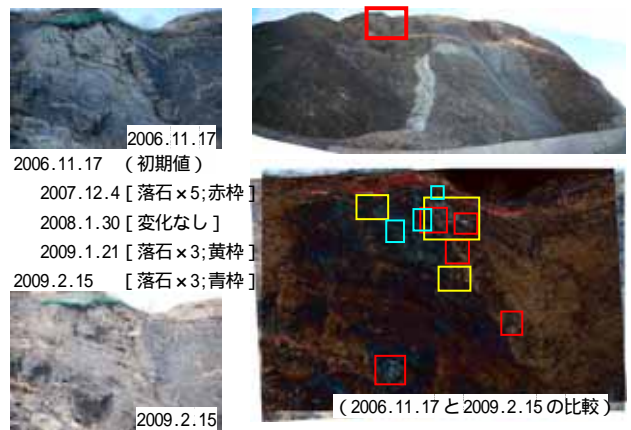 2006.11.17
2006.11.17 （初期値）
2007.12.4［落石×5;赤枠］
2008.1.30［変化なし］
2009.1.21［落石×3;黄枠］
2009.2.15 ［落石×3;青枠］
2009.2.15
（2006.11.17と2009.2.15の比較）